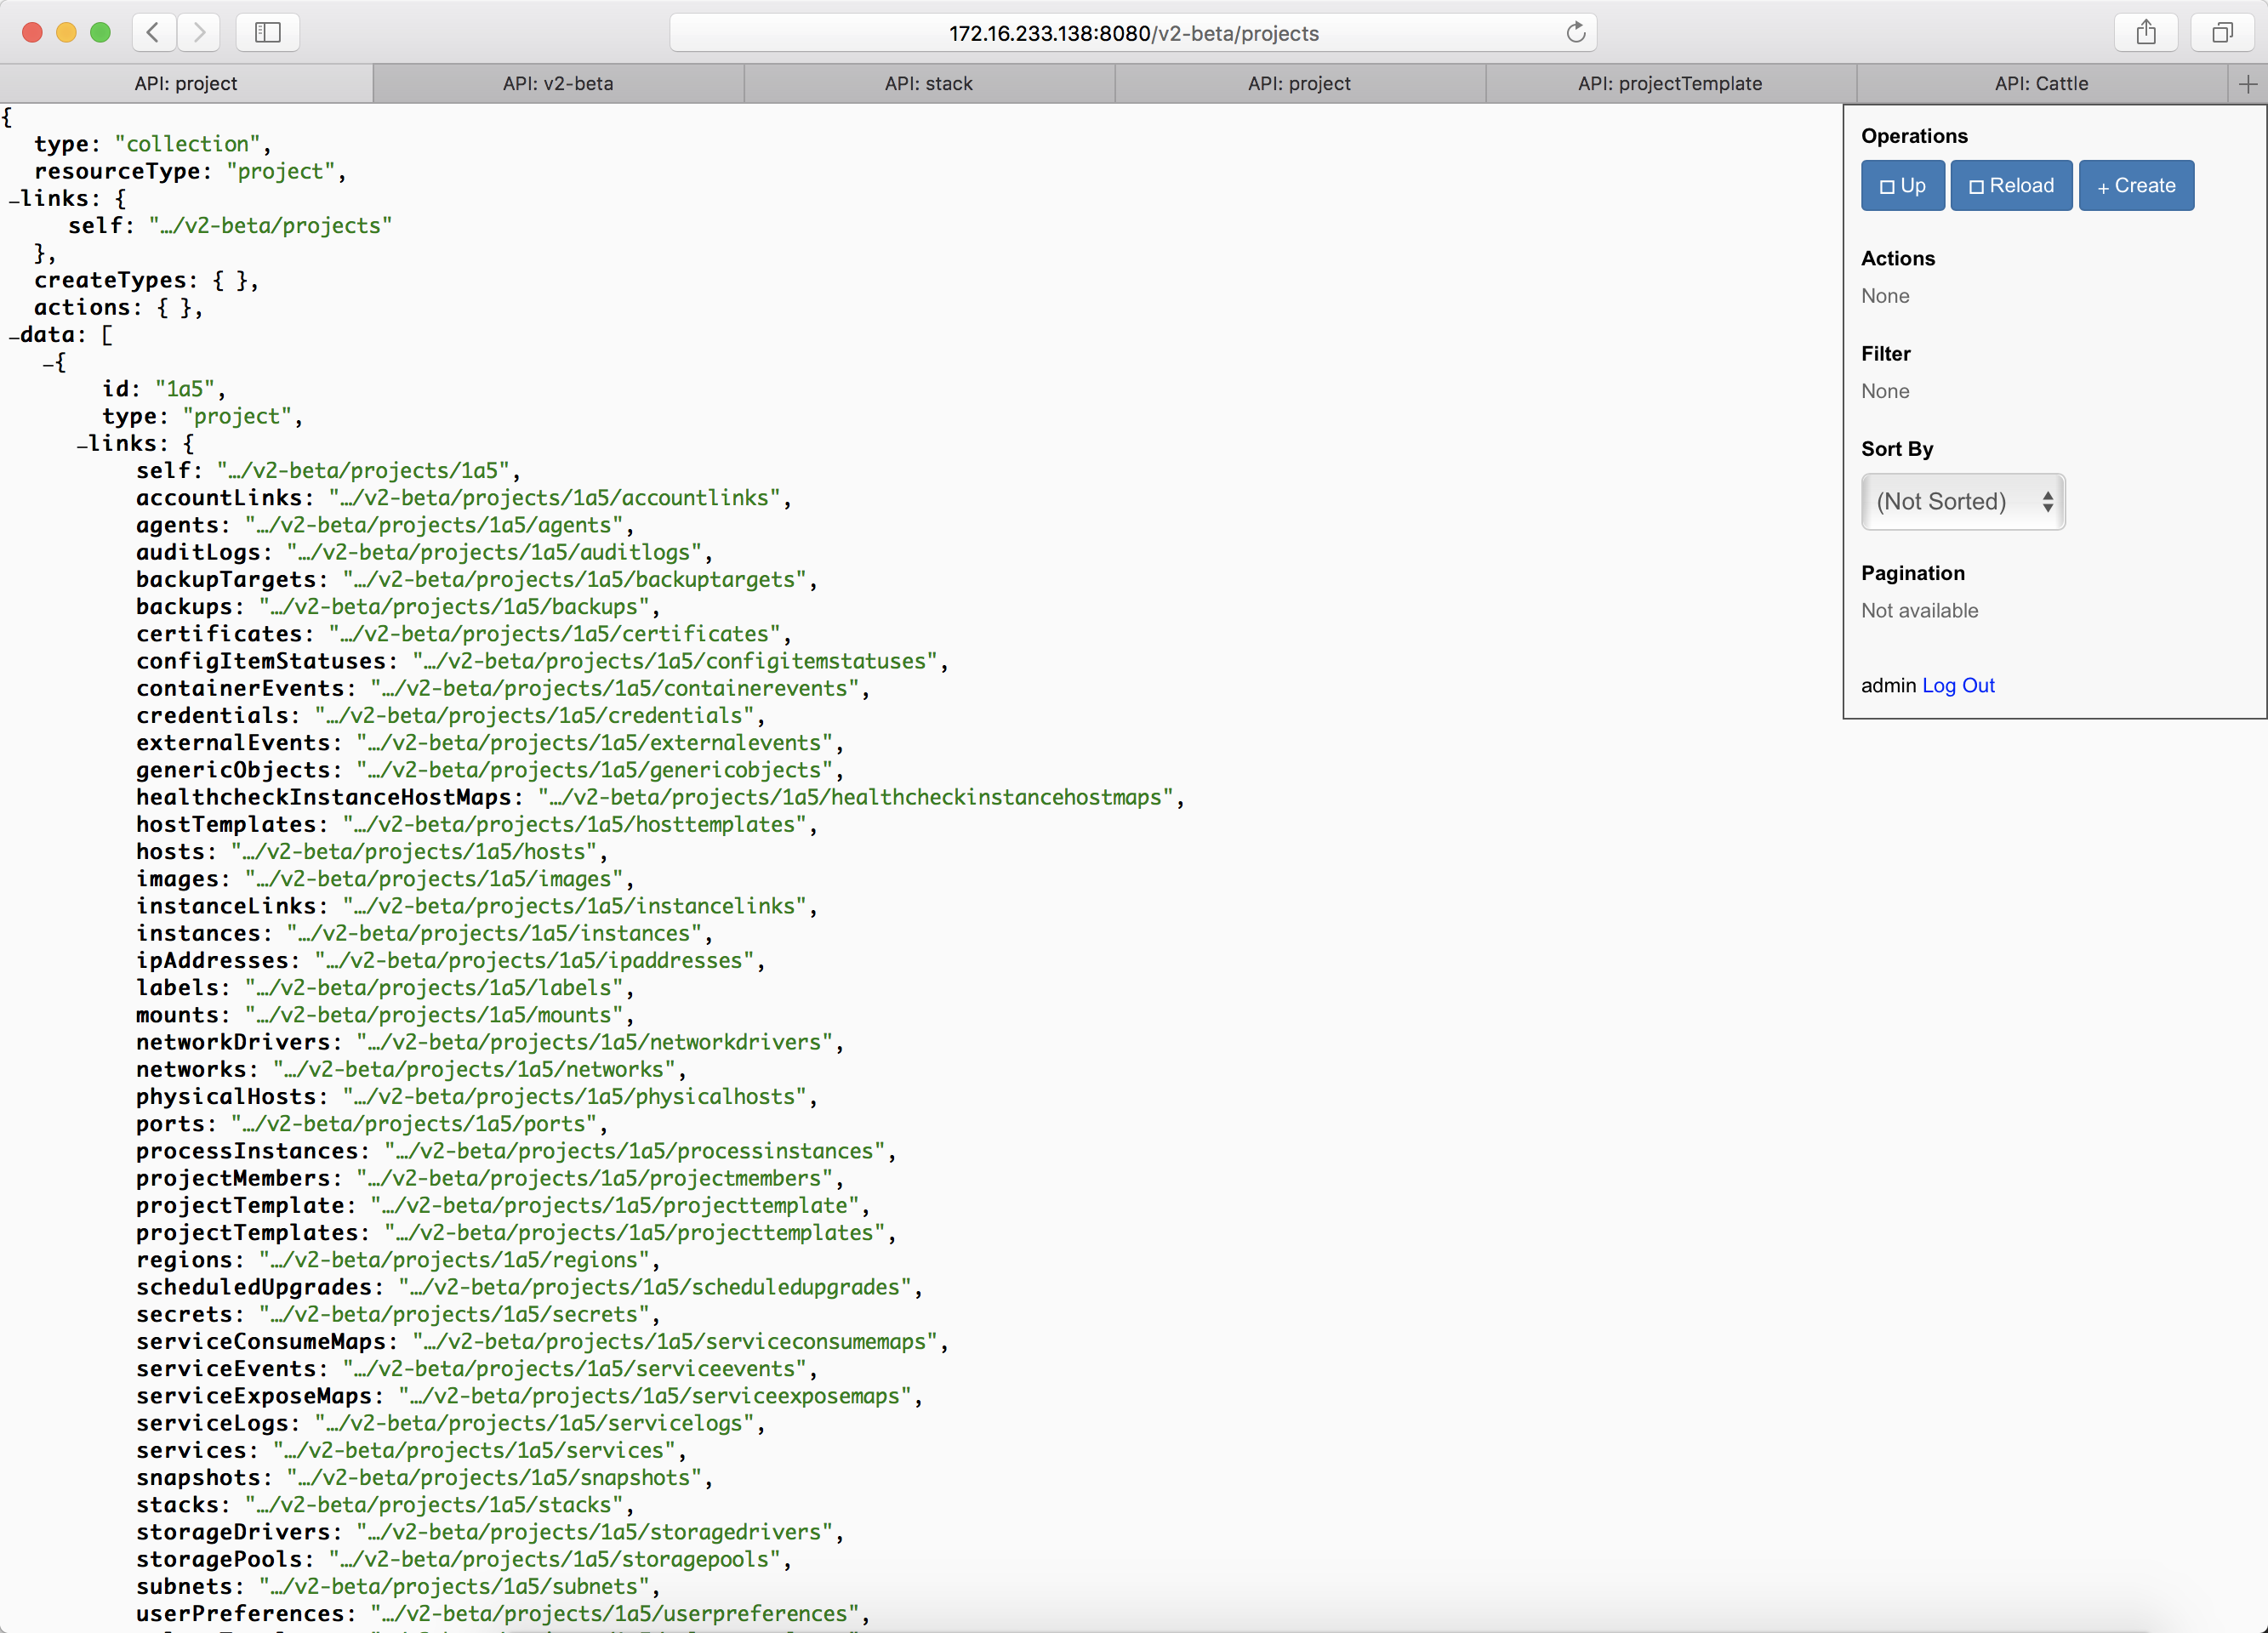 172.16.233.138:8080/v2-beta/projects
API: project
API: v2-beta
API: stack
API: project
API: projectTemplate
API: Cattle
{
type: "collection",
resourceType: "project",
–links: {
self: "…/v2-beta/projects"
},
createTypes: { },
actions: { },
–data: [
–{
id: "1a5",
type: "project",
–links: {
self: "…/v2-beta/projects/1a5",
accountLinks: "…/v2-beta/projects/1a5/accountlinks",
agents: "…/v2-beta/projects/1a5/agents",
auditLogs: "…/v2-beta/projects/1a5/auditlogs",
backupTargets: "…/v2-beta/projects/1a5/backuptargets",
backups: "…/v2-beta/projects/1a5/backups",
certificates: "…/v2-beta/projects/1a5/certificates",
configItemStatuses: "…/v2-beta/projects/1a5/configitemstatuses",
containerEvents: "…/v2-beta/projects/1a5/containerevents",
credentials: "…/v2-beta/projects/1a5/credentials",
externalEvents: "…/v2-beta/projects/1a5/externalevents",
genericObjects: "…/v2-beta/projects/1a5/genericobjects",
healthcheckInstanceHostMaps: "…/v2-beta/projects/1a5/healthcheckinstancehostmaps",
hostTemplates: "…/v2-beta/projects/1a5/hosttemplates",
hosts: "…/v2-beta/projects/1a5/hosts",
images: "…/v2-beta/projects/1a5/images",
instanceLinks: "…/v2-beta/projects/1a5/instancelinks",
instances: "…/v2-beta/projects/1a5/instances",
ipAddresses: "…/v2-beta/projects/1a5/ipaddresses",
labels: "…/v2-beta/projects/1a5/labels",
mounts: "…/v2-beta/projects/1a5/mounts",
networkDrivers: "…/v2-beta/projects/1a5/networkdrivers",
networks: "…/v2-beta/projects/1a5/networks",
physicalHosts: "…/v2-beta/projects/1a5/physicalhosts",
ports: "…/v2-beta/projects/1a5/ports",
processInstances: "…/v2-beta/projects/1a5/processinstances",
projectMembers: "…/v2-beta/projects/1a5/projectmembers",
projectTemplate: "…/v2-beta/projects/1a5/projecttemplate",
projectTemplates: "…/v2-beta/projects/1a5/projecttemplates",
regions: "…/v2-beta/projects/1a5/regions",
scheduledUpgrades: "…/v2-beta/projects/1a5/scheduledupgrades",
secrets: "…/v2-beta/projects/1a5/secrets",
serviceConsumeMaps: "…/v2-beta/projects/1a5/serviceconsumemaps",
serviceEvents: "…/v2-beta/projects/1a5/serviceevents",
serviceExposeMaps: "…/v2-beta/projects/1a5/serviceexposemaps",
serviceLogs: "…/v2-beta/projects/1a5/servicelogs",
services: "…/v2-beta/projects/1a5/services",
snapshots: "…/v2-beta/projects/1a5/snapshots",
stacks: "…/v2-beta/projects/1a5/stacks",
storageDrivers: "…/v2-beta/projects/1a5/storagedrivers",
storagePools: "…/v2-beta/projects/1a5/storagepools",
subnets: "…/v2-beta/projects/1a5/subnets",
userPreferences: "…/v2-beta/projects/1a5/userpreferences",
Operations
Up
Reload
+ Create
Actions
None
Filter
None
Sort By
(Not Sorted)
Pagination
Not available
admin Log Out